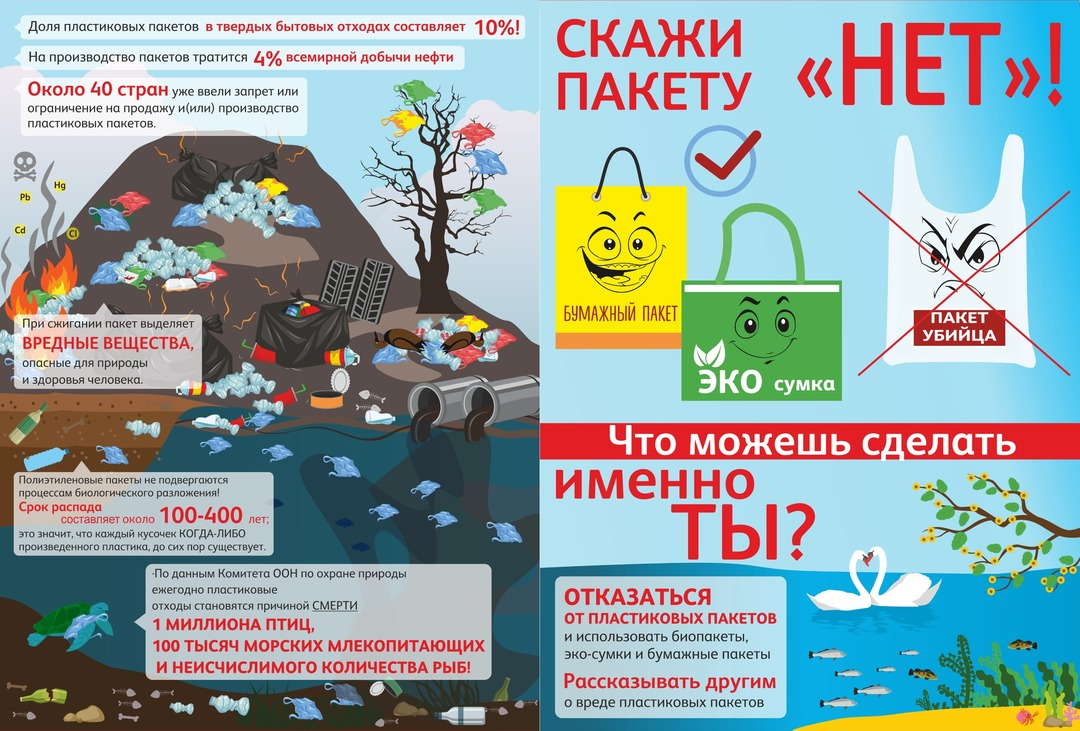 Доля пластиковых пакетов в твердых бытовых отходах составляет 10%!
На производство пакетов тратится 4% всемирной добычи нефти
Около 40 стран уже ввели запрет или
ограничение на продажу и(или) производство
пластиковых пакетов.
Pb
Hg
Cd
Cl
При сжигании пакет выделяет
ВРЕДНЫЕ ВЕЩЕСТВА,
опасные для природы
и здоровья человека.
Полиэтиленовые пакеты не подвергаются
процессам биологического разложения!
Срок распада
составляет около 100-400 лет;
это значит, что каждый кусочек КОГДА-ЛИБО
произведенного пластика, до сих пор существует.
·По данным Комитета ООН по охране природы
ежегодно пластиковые
отходы становятся причиной СМЕРТИ
1 МИЛЛИОНА ПТИЦ,
100 ТЫСЯЧ МОРСКИХ МЛЕКОПИТАЮЩИХ
И НЕИСЧИСЛИМОГО КОЛИЧЕСТВА РЫБ!
СКАЖИ
ПАКЕТУ
«НЕТ»!
БУМАЖНЫЙ ПАКЕТ
ЭКО сумка
ПАКЕТ
УБИЙЦА
Что можешь сделать
именно
ТЫ?
ОТКАЗАТЬСЯ
ОТ ПЛАСТИКОВЫХ ПАКЕТОВ
и использовать биопакеты,
эко-сумки и бумажные пакеты
Рассказывать другим
о вреде пластиковых пакетов